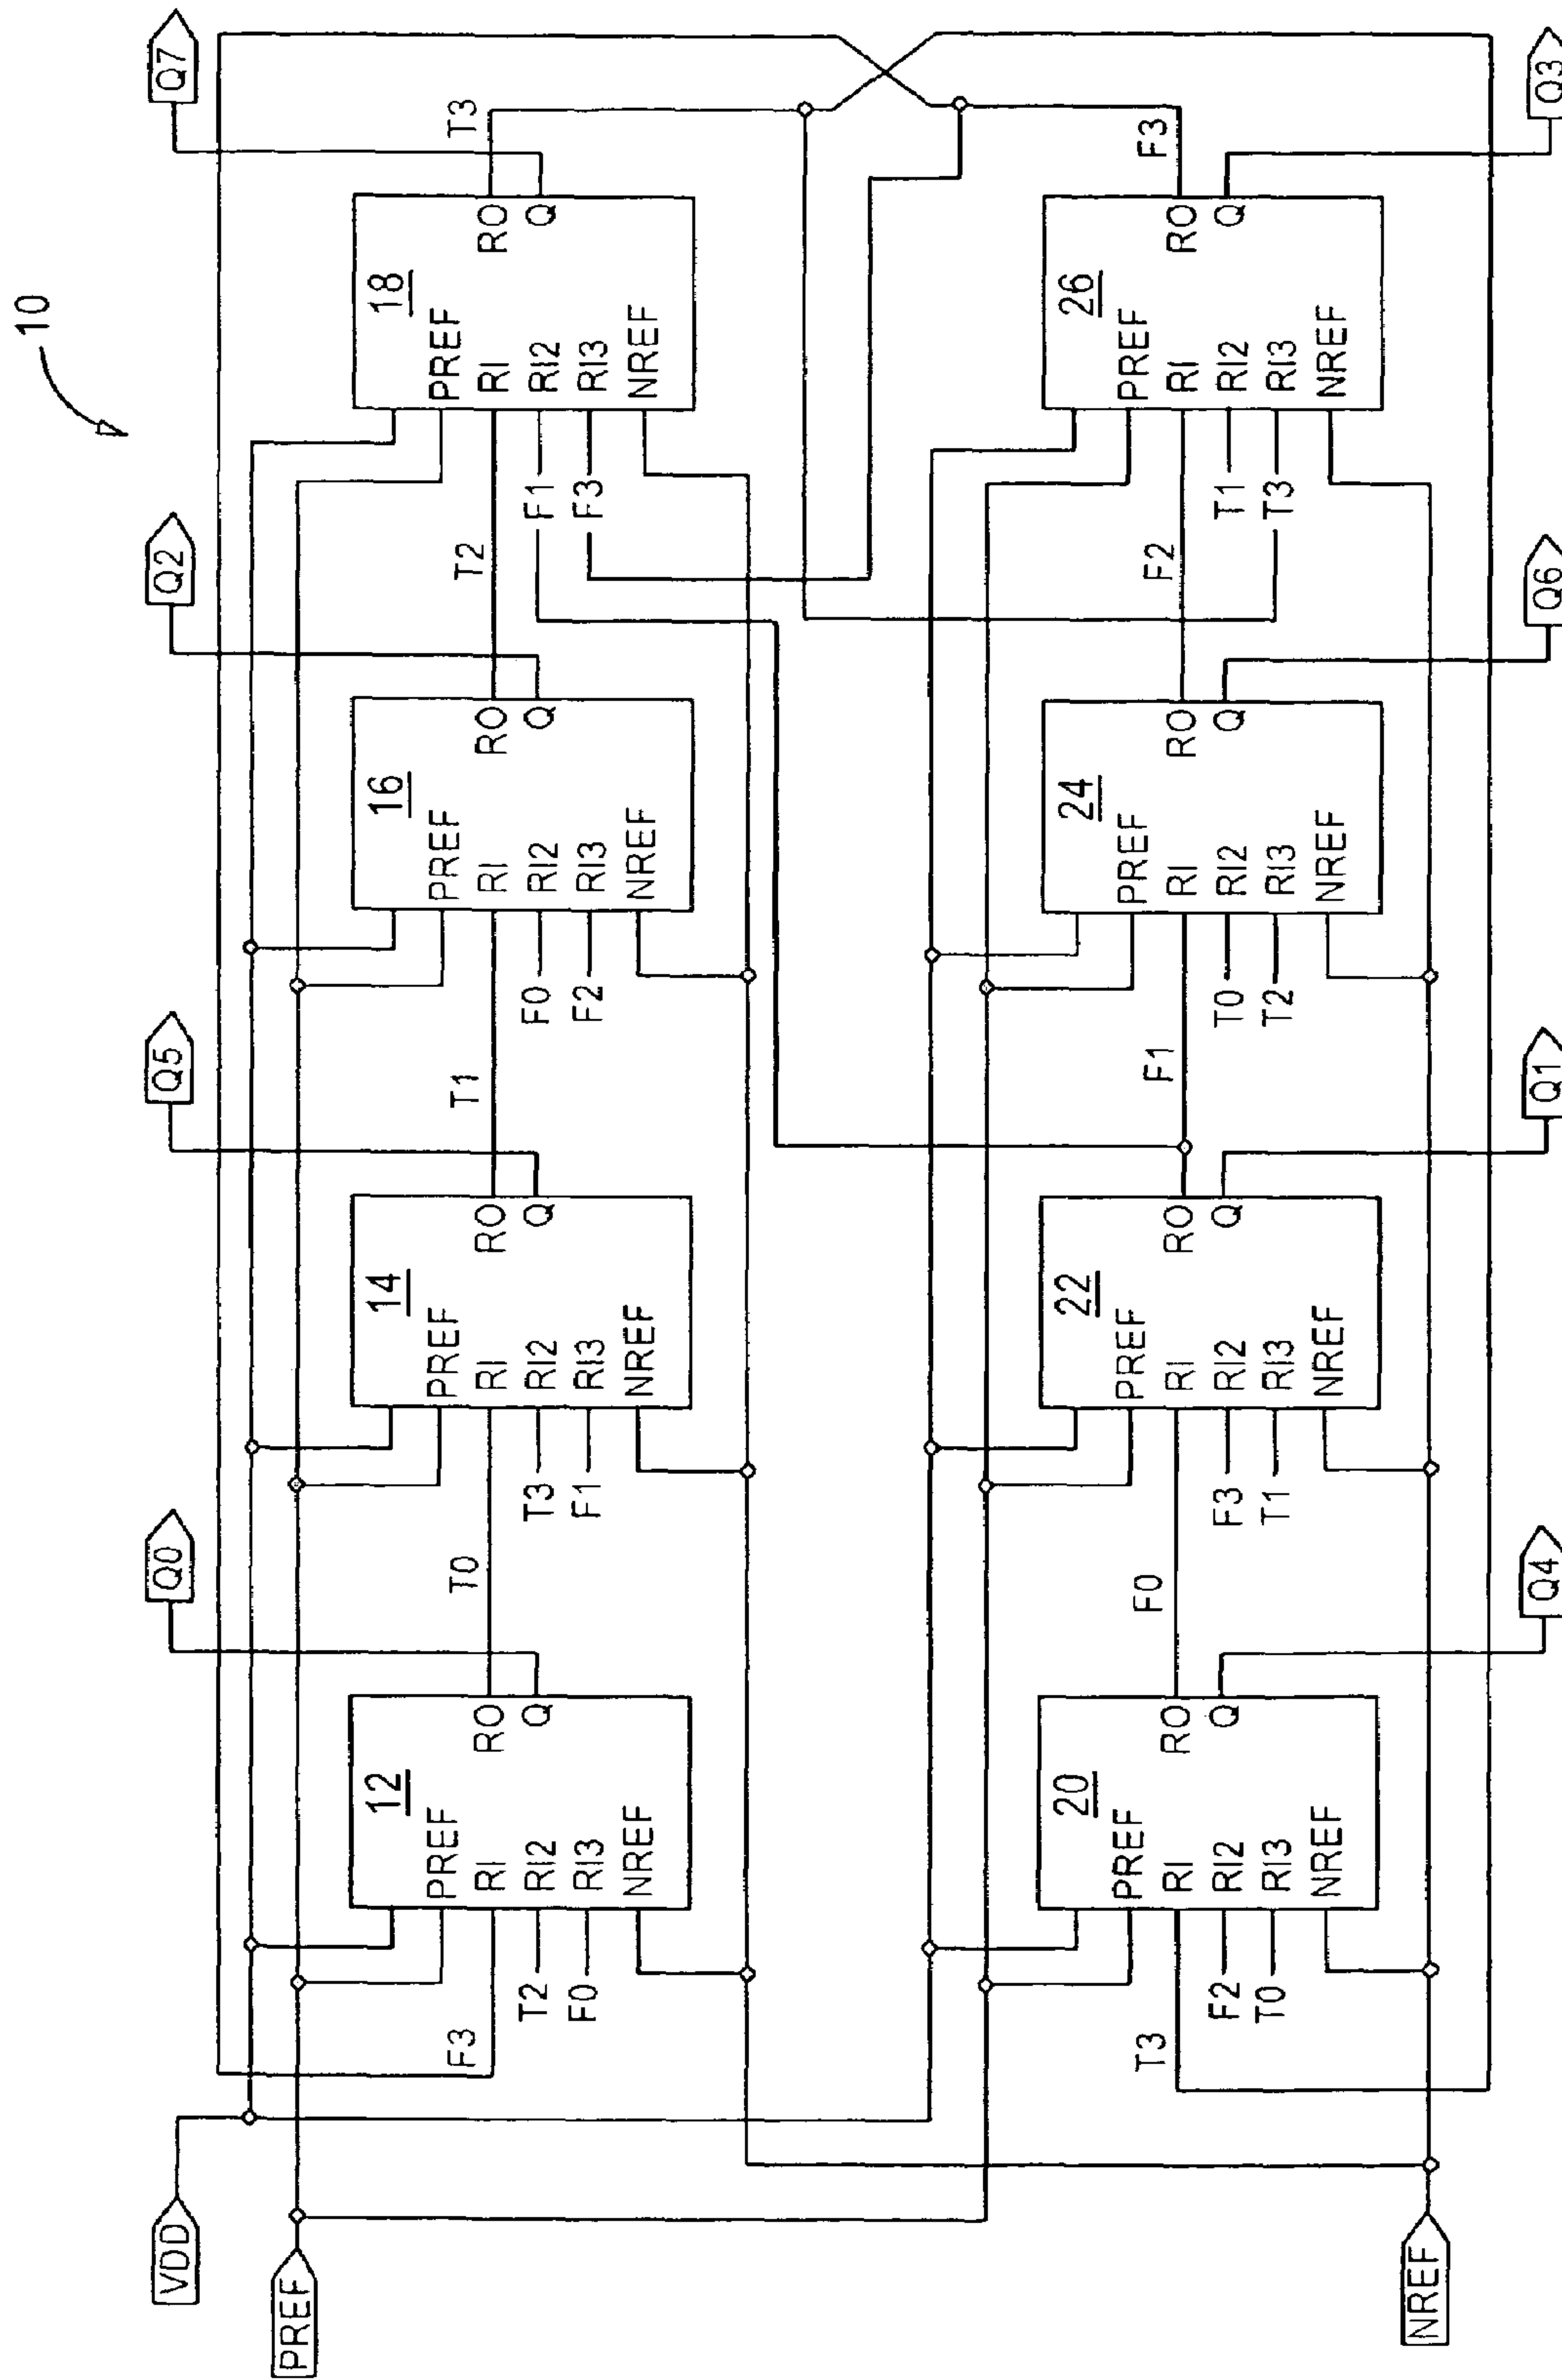 10
VDD
PREF
NREF
Q0
Q5
Q2
Q7
12
PREF
RI
RI2
RI3
NREF
RO
Q
F3
T2
F0
T0
14
PREF
RI
RI2
RI3
NREF
RO
Q
T3
F1
T1
16
PREF
RI
RI2
RI3
NREF
RO
Q
F0
F2
T2
18
PREF
RI
RI2
RI3
NREF
RO
Q
F1
F3
T3
20
PREF
RI
RI2
RI3
NREF
RO
Q
T3
F2
T0
F0
22
PREF
RI
RI2
RI3
NREF
RO
Q
F3
T1
F1
24
PREF
RI
RI2
RI3
NREF
RO
Q
T0
T2
F2
26
PREF
RI
RI2
RI3
NREF
RO
Q
T1
T3
F3
Q4
Q1
Q6
Q3